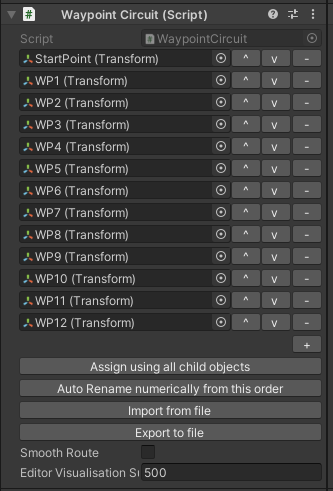 Waypoint Circuit (Script)
Script # WaypointCircuit
StartPoint (Transform) ^ v -
WP1 (Transform) ^ v -
WP2 (Transform) ^ v -
WP3 (Transform) ^ v -
WP4 (Transform) ^ v -
WP5 (Transform) ^ v -
WP6 (Transform) ^ v -
WP7 (Transform) ^ v -
WP8 (Transform) ^ v -
WP9 (Transform) ^ v -
WP10 (Transform) ^ v -
WP11 (Transform) ^ v -
WP12 (Transform) ^ v -
+
Assign using all child objects
Auto Rename numerically from this order
Import from file
Export to file
Smooth Route
Editor Visualisation Su 500